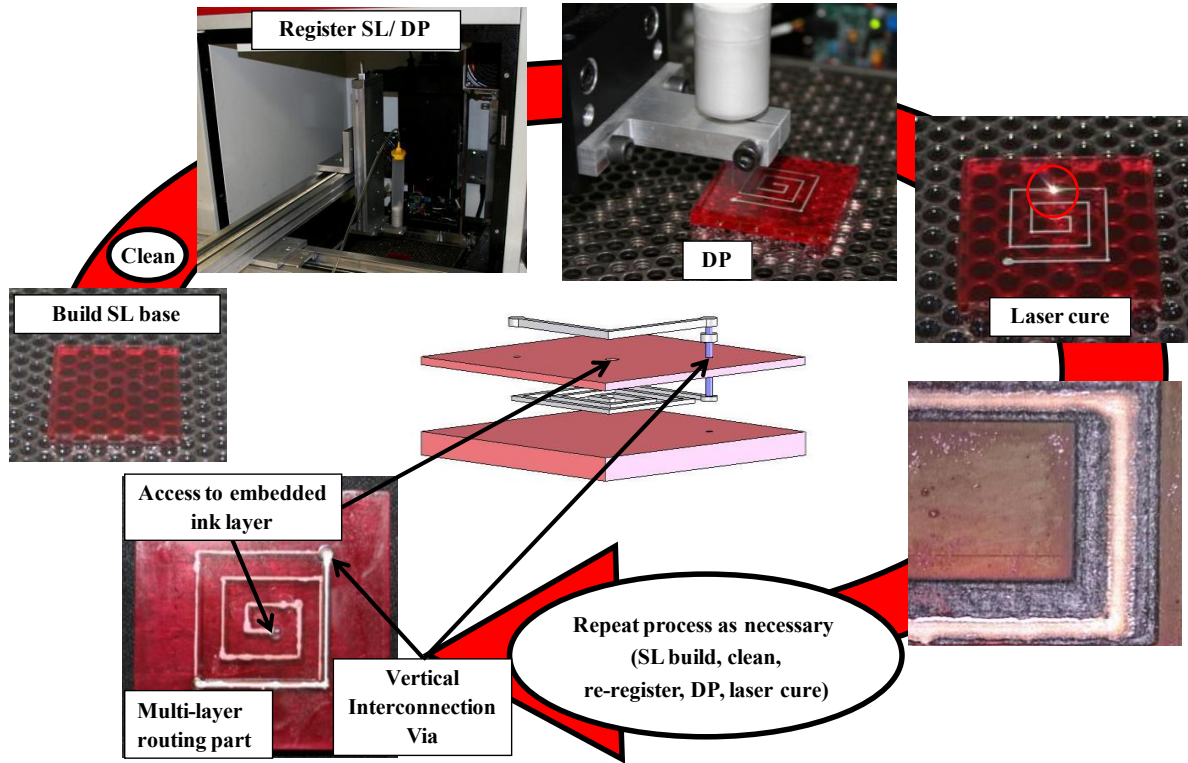 Register SL/ DP
DP
Laser cure
Clean
Build SL base
Access to embedded
ink layer
Multi-layer
routing part
Vertical
Interconnection
Via
Repeat process as necessary
(SL build, clean,
re-register, DP, laser cure)